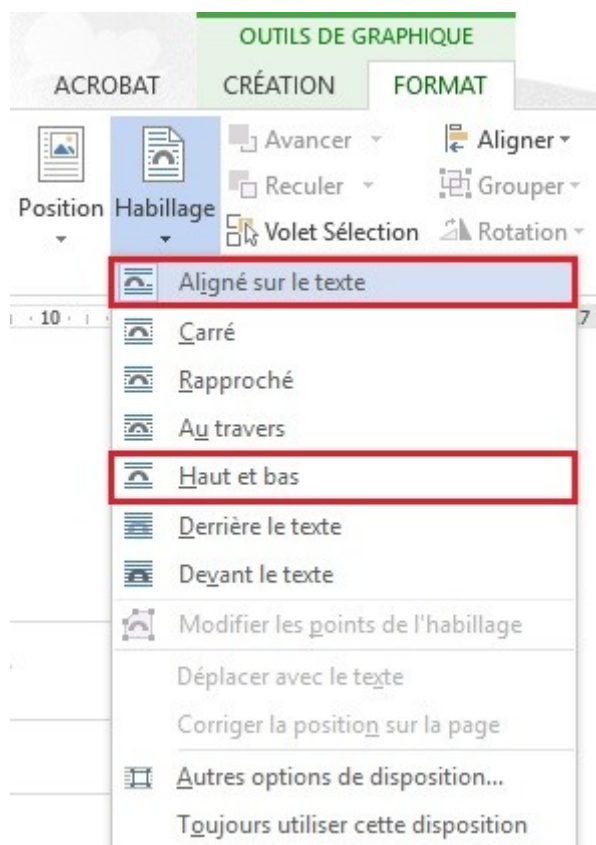 OUTILS DE GRAPHIQUE
ACROBAT CRÉATION FORMAT
Avancer Aligner
Reculer Grouper
Position Habillage
Volet Sélection Rotation
Aligné sur le texte
10 7
Carré
Rapproché
Au travers
Haut et bas
Derrière le texte
Devant le texte
Modifier les points de l'habillage
Déplacer avec le texte
Corriger la position sur la page
Autres options de disposition...
Toujours utiliser cette disposition